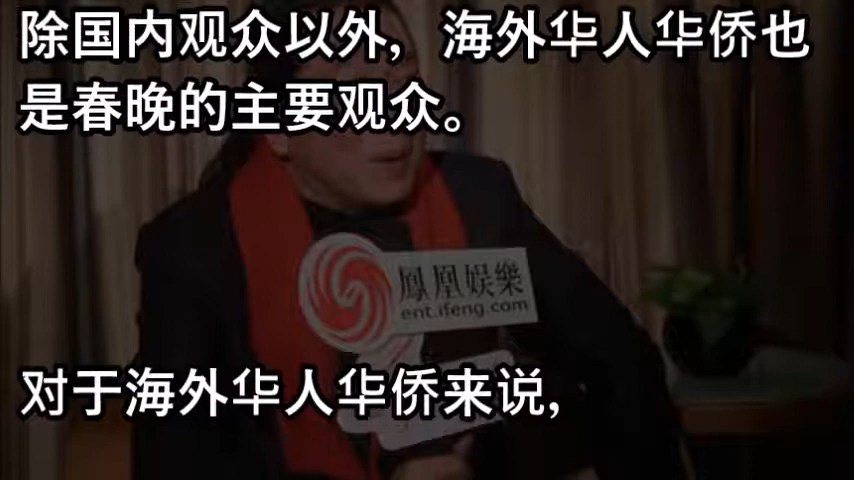 除国内观众以外，海外华人华侨也
是春晚的主要观众。
鳳凰娱樂
ent.ifeng.com
对于海外华人华侨来说，